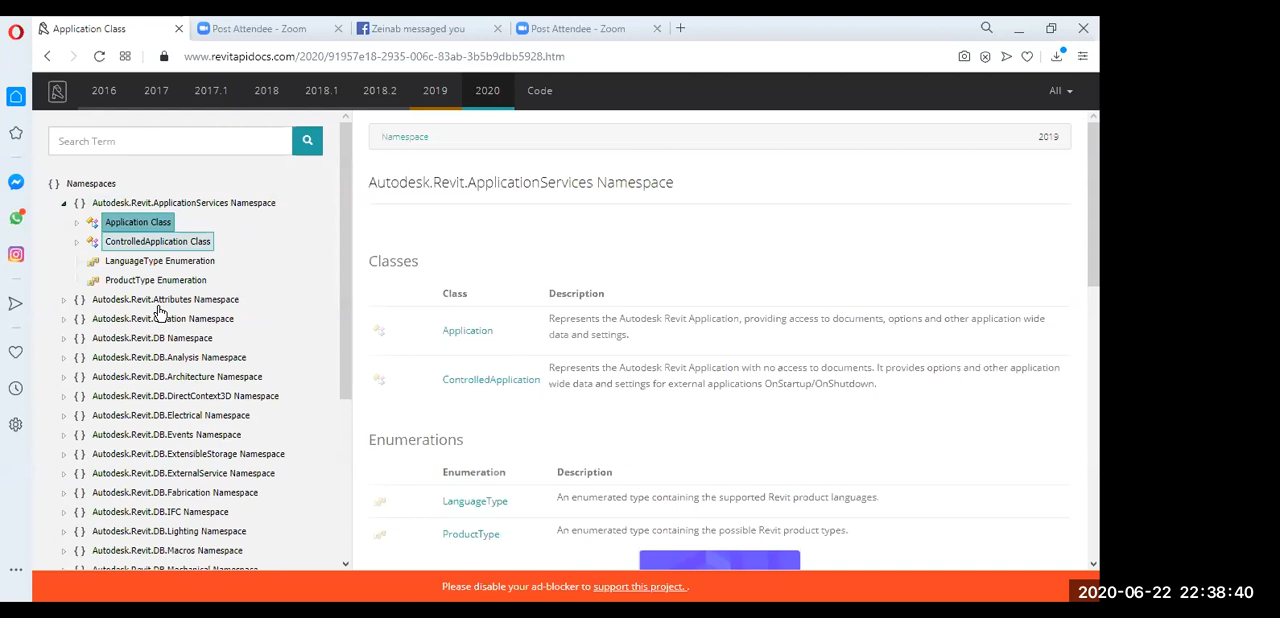 Application Class
Post Attendee - Zoom
Zeinab messaged you
Post Attendee - Zoom
www.revitapidocs.com/2020/91957e18-2935-006c-83ab-3b5b9dbb5928.htm
2016 2017 2017.1 2018 2018.1 2018.2 2019 2020 Code All
Search Term
Namespaces
Autodesk.Revit.ApplicationServices Namespace
Application Class
ControlledApplication Class
LanguageType Enumeration
ProductType Enumeration
Autodesk.Revit.Attributes Namespace
Autodesk.Revit. Namespace
Autodesk.Revit.DB Namespace
Autodesk.Revit.DB.Analysis Namespace
Autodesk.Revit.DB.Architecture Namespace
Autodesk.Revit.DB.DirectContext3D Namespace
Autodesk.Revit.DB.Electrical Namespace
Autodesk.Revit.DB.Events Namespace
Autodesk.Revit.DB.ExtensibleStorage Namespace
Autodesk.Revit.DB.ExternalService Namespace
Autodesk.Revit.DB.Fabrication Namespace
Autodesk.Revit.DB.IFC Namespace
Autodesk.Revit.DB.Lighting Namespace
Autodesk.Revit.DB.Macros Namespace
Autodesk.Revit.DB.Mechanical Namespace
Namespace 2019
Autodesk.Revit.ApplicationServices Namespace
Classes
Class Description
Application Represents the Autodesk Revit Application, providing access to documents, options and other application wide
data and settings.
ControlledApplication Represents the Autodesk Revit Application with no access to documents. It provides options and other application
wide data and settings for external applications OnStartup/OnShutdown.
Enumerations
Enumeration Description
LanguageType An enumerated type containing the supported Revit product languages.
ProductType An enumerated type containing the possible Revit product types.
Please disable your ad-blocker to support this project. .
2020-06-22 22:38:40